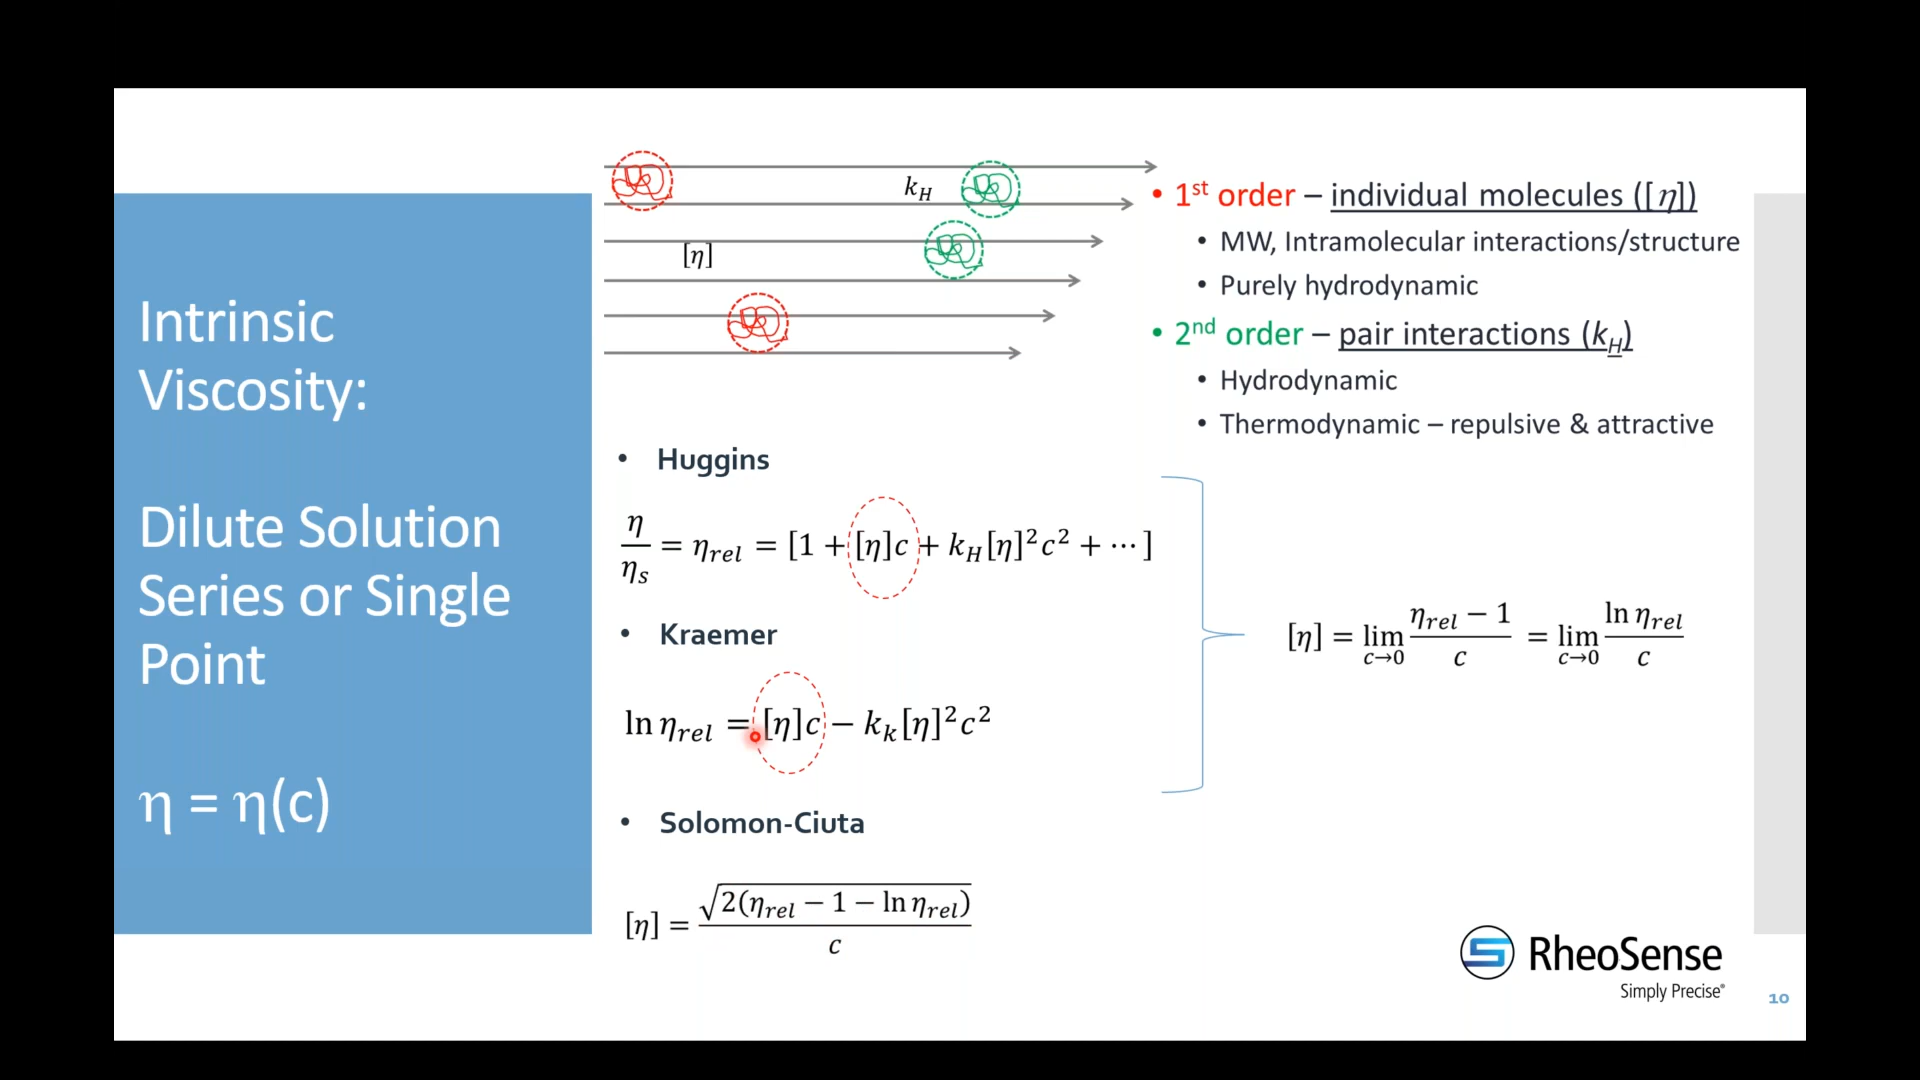 Intrinsic
Viscosity:
Dilute Solution
Series or Single
Point
η = η(c)
k_H
[η]
• 1st order – individual molecules ([η])
• MW, Intramolecular interactions/structure
• Purely hydrodynamic
• 2nd order – pair interactions (k_H)
• Hydrodynamic
• Thermodynamic – repulsive & attractive
• Huggins
η/η_s = η_rel = [1 + [η]c + k_H[η]²c² + ⋯]
• Kraemer
ln η_rel = [η]c − k_k[η]²c²
• Solomon-Ciuta
[η] = √(2(η_rel − 1 − ln η_rel))/c
[η] = lim_{c→0} (η_rel − 1)/c = lim_{c→0} (ln η_rel)/c
RheoSense
Simply Precise®
10